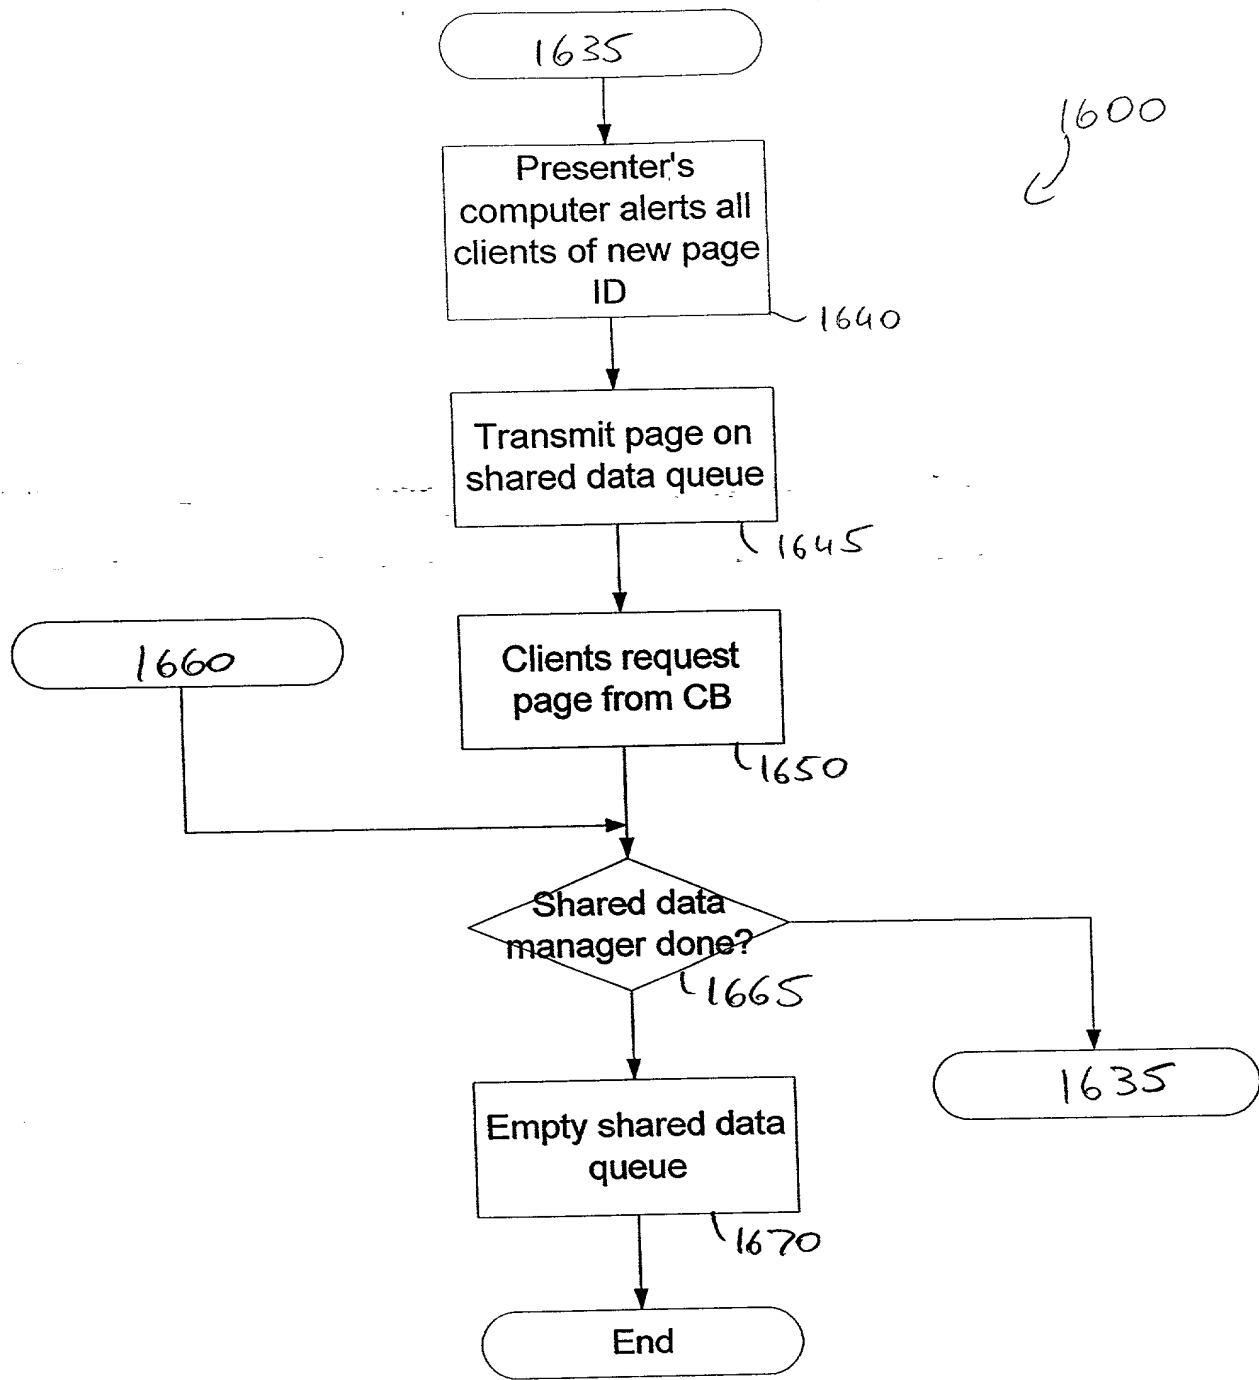 1635
1600
Presenter's
computer alerts all
clients of new page
ID
1640
Transmit page on
shared data queue
1645
1660
Clients request
page from CB
1650
Shared data
manager done?
1665
1635
Empty shared data
queue
1670
End